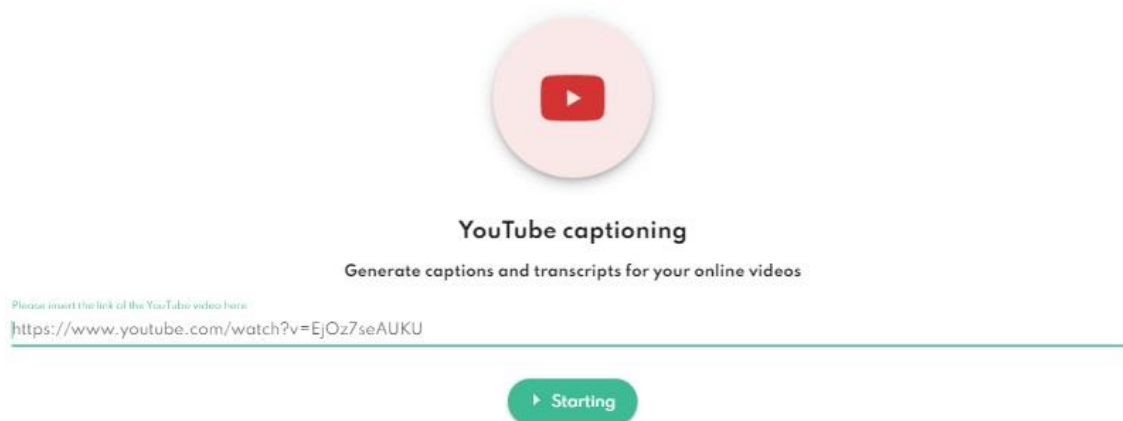 YouTube captioning
Generate captions and transcripts for your online videos
Please insert the link of the YouTube video here
https://www.youtube.com/watch?v=EjOz7seAUKU
Starting